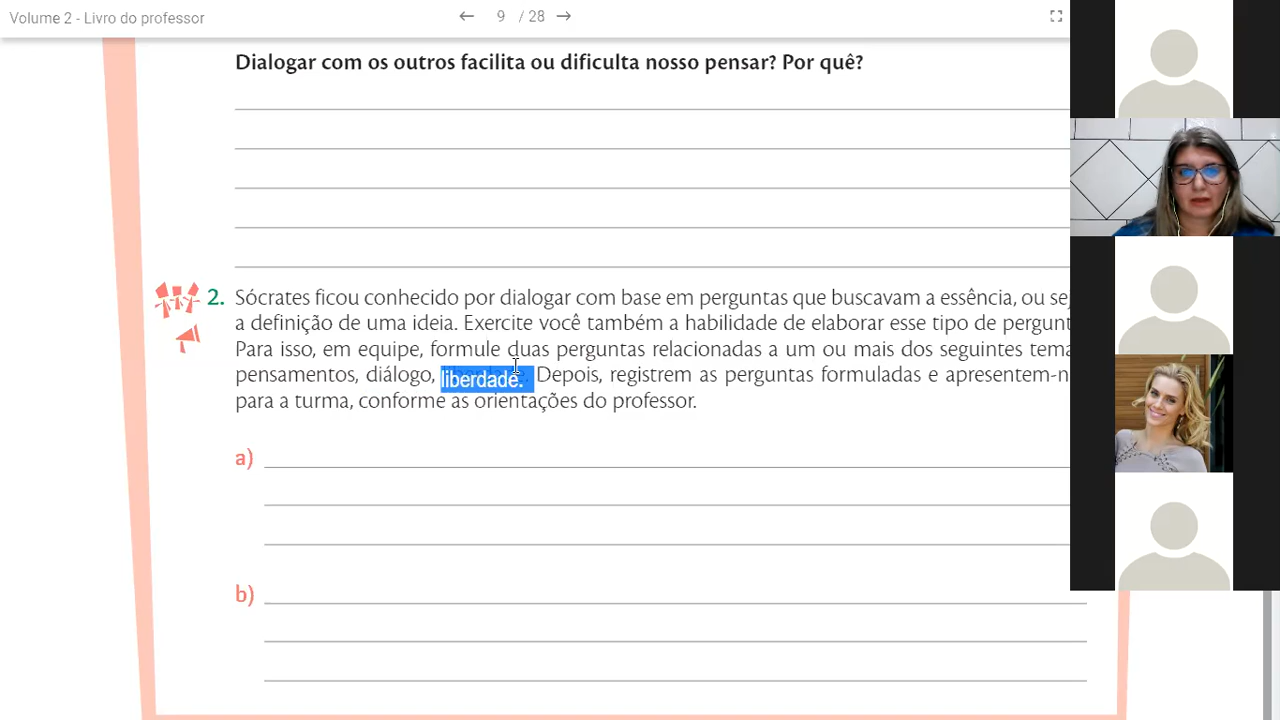 Volume 2 - Livro do professor
9 / 28
Dialogar com os outros facilita ou dificulta nosso pensar? Por quê?
2. Sócrates ficou conhecido por dialogar com base em perguntas que buscavam a essência, ou se
a definição de uma ideia. Exercite você também a habilidade de elaborar esse tipo de pergunt
Para isso, em equipe, formule duas perguntas relacionadas a um ou mais dos seguintes tema
pensamentos, diálogo, liberdade. Depois, registrem as perguntas formuladas e apresentem-n
para a turma, conforme as orientações do professor.
a)
b)